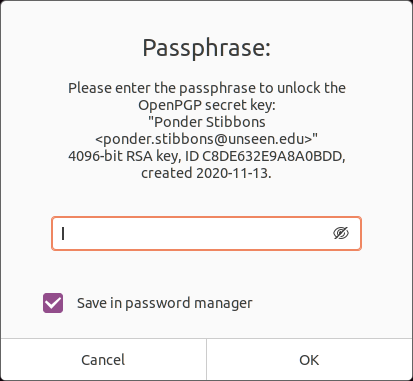 Passphrase:
Please enter the passphrase to unlock the
OpenPGP secret key:
"Ponder Stibbons
<ponder.stibbons@unseen.edu>"
4096-bit RSA key, ID C8DE632E9A8A0BDD,
created 2020-11-13.
Save in password manager
Cancel
OK